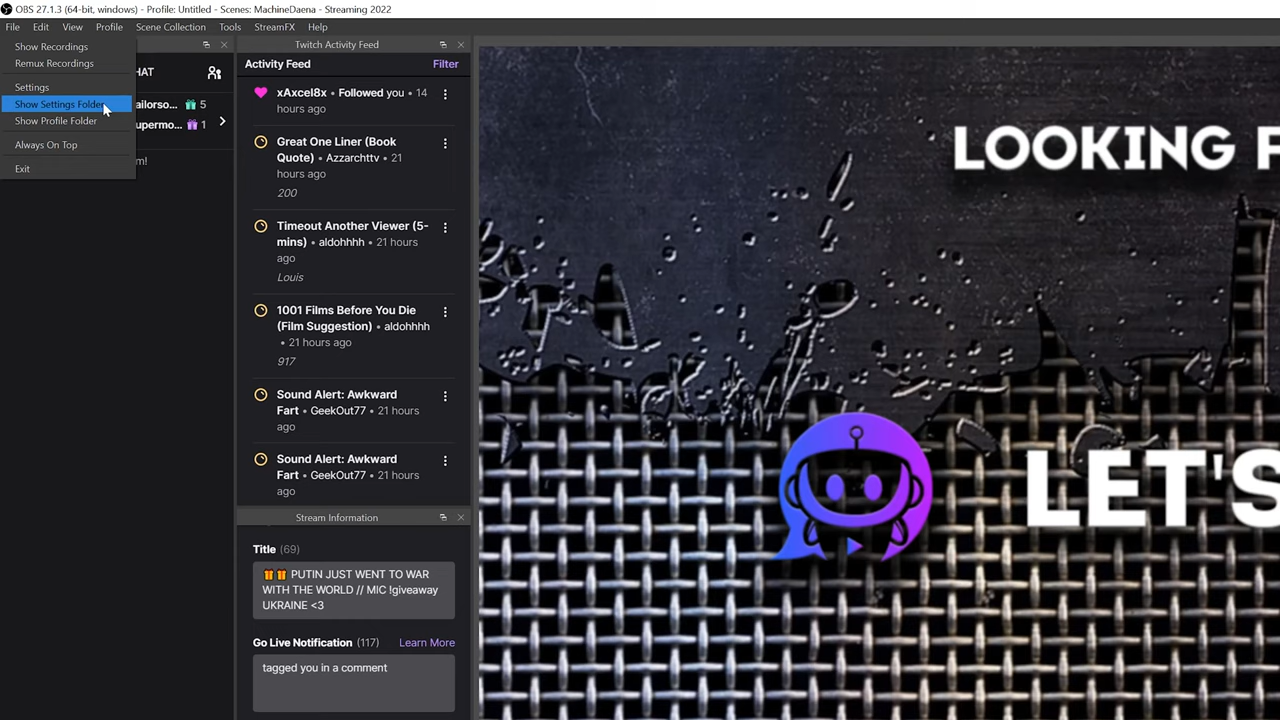 OBS 27.1.3 (64-bit, windows) - Profile: Untitled - Scenes: MachineDaena - Streaming 2022
File Edit View Profile Scene Collection Tools StreamFX Help
Show Recordings
Remux Recordings
Settings
Show Settings Folder
Show Profile Folder
Always On Top
Exit
HAT
ailorso... 5
upermo... 1
m!
Twitch Activity Feed
Activity Feed Filter
xAxcel8x • Followed you • 14
hours ago
Great One Liner (Book
Quote) • Azzarchttv • 21
hours ago
200
Timeout Another Viewer (5-
mins) • aldohhhh • 21 hours
ago
Louis
1001 Films Before You Die
(Film Suggestion) • aldohhhh
• 21 hours ago
917
Sound Alert: Awkward
Fart • GeekOut77 • 21 hours
ago
Sound Alert: Awkward
Fart • GeekOut77 • 21 hours
ago
Stream Information
Title (69)
🎁🎁 PUTIN JUST WENT TO WAR
WITH THE WORLD // MIC !giveaway
UKRAINE <3
Go Live Notification (117) Learn More
tagged you in a comment
LOOKING F
LET'S